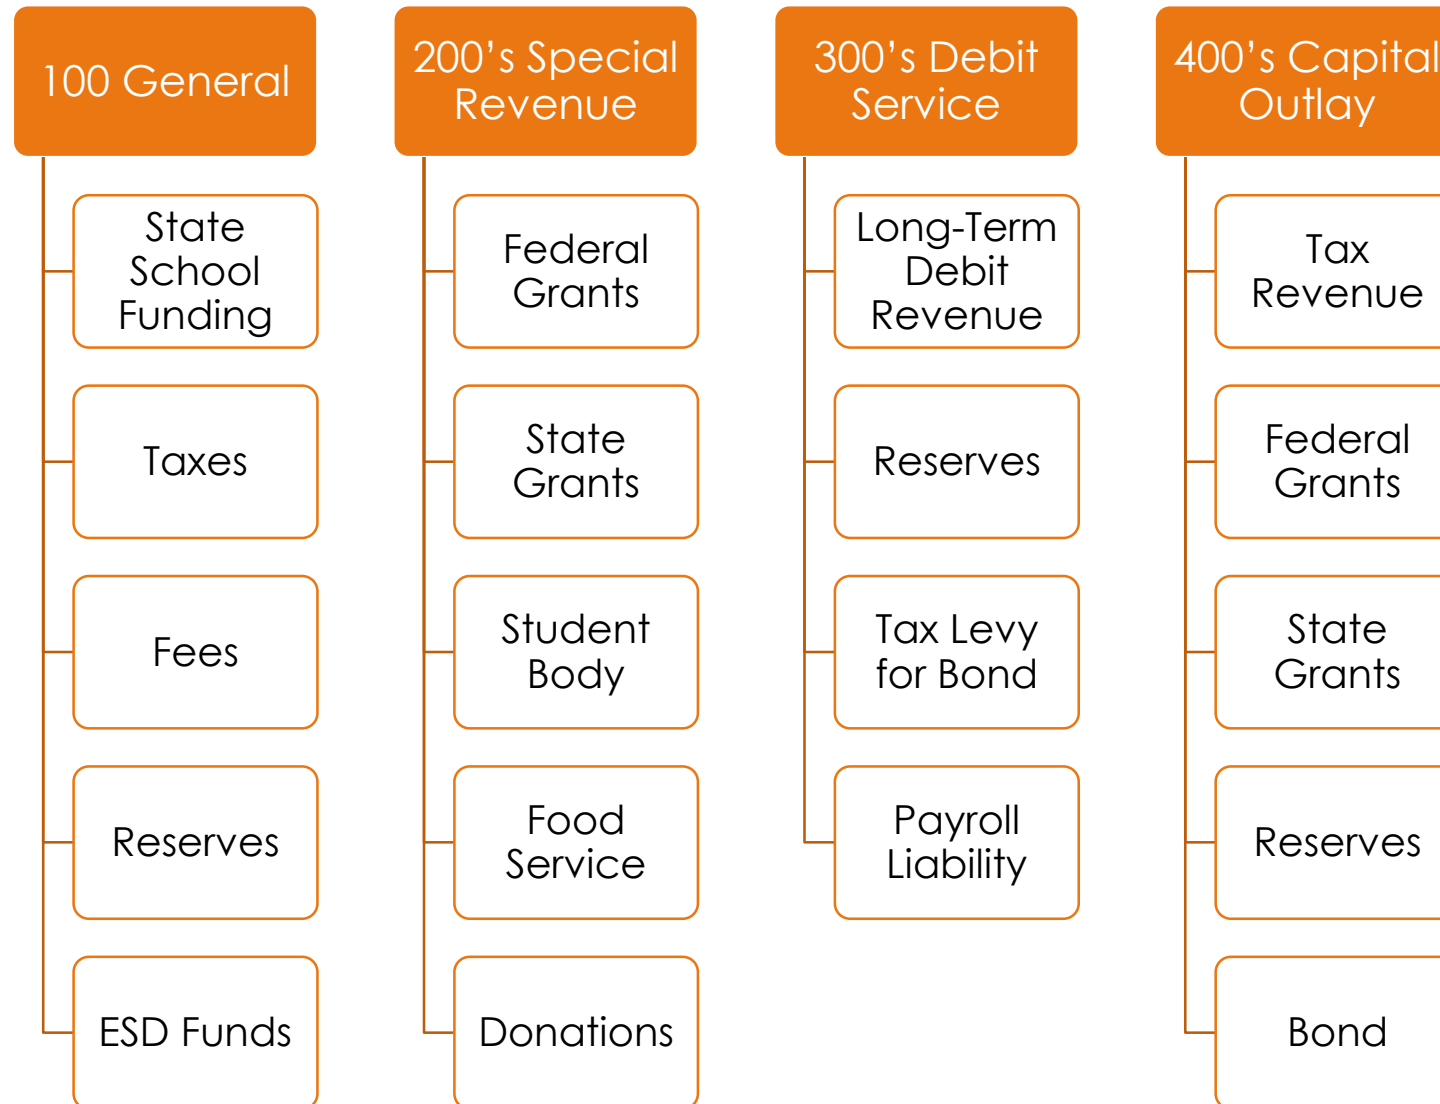 100 General
State
School
Funding
Taxes
Fees
Reserves
ESD Funds
200’s Special
Revenue
Federal
Grants
State
Grants
Student
Body
Food
Service
Donations
300’s Debit
Service
Long-Term
Debit
Revenue
Reserves
Tax Levy
for Bond
Payroll
Liability
400’s Capital
Outlay
Tax
Revenue
Federal
Grants
State
Grants
Reserves
Bond